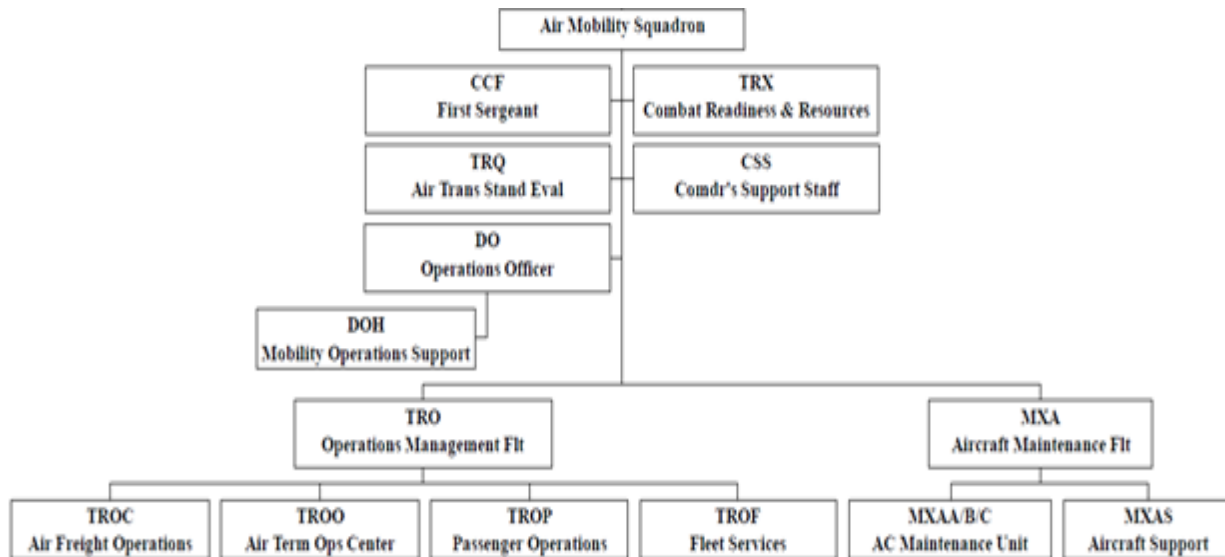 Air Mobility Squadron
CCF
First Sergeant
TRX
Combat Readiness & Resources
TRQ
Air Trans Stand Eval
CSS
Comdr's Support Staff
DO
Operations Officer
DOH
Mobility Operations Support
TRO
Operations Management Flt
MXA
Aircraft Maintenance Flt
TROC
Air Freight Operations
TROO
Air Term Ops Center
TROP
Passenger Operations
TROF
Fleet Services
MXAA/B/C
AC Maintenance Unit
MXAS
Aircraft Support